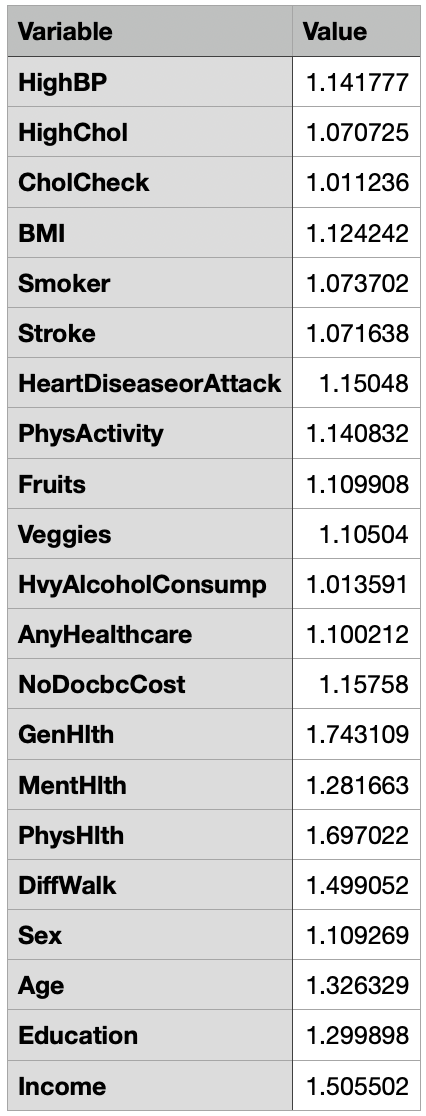 Variable Value
HighBP 1.141777
HighChol 1.070725
CholCheck 1.011236
BMI 1.124242
Smoker 1.073702
Stroke 1.071638
HeartDiseaseorAttack 1.15048
PhysActivity 1.140832
Fruits 1.109908
Veggies 1.10504
HvyAlcoholConsump 1.013591
AnyHealthcare 1.100212
NoDocbcCost 1.15758
GenHlth 1.743109
MentHlth 1.281663
PhysHlth 1.697022
DiffWalk 1.499052
Sex 1.109269
Age 1.326329
Education 1.299898
Income 1.505502